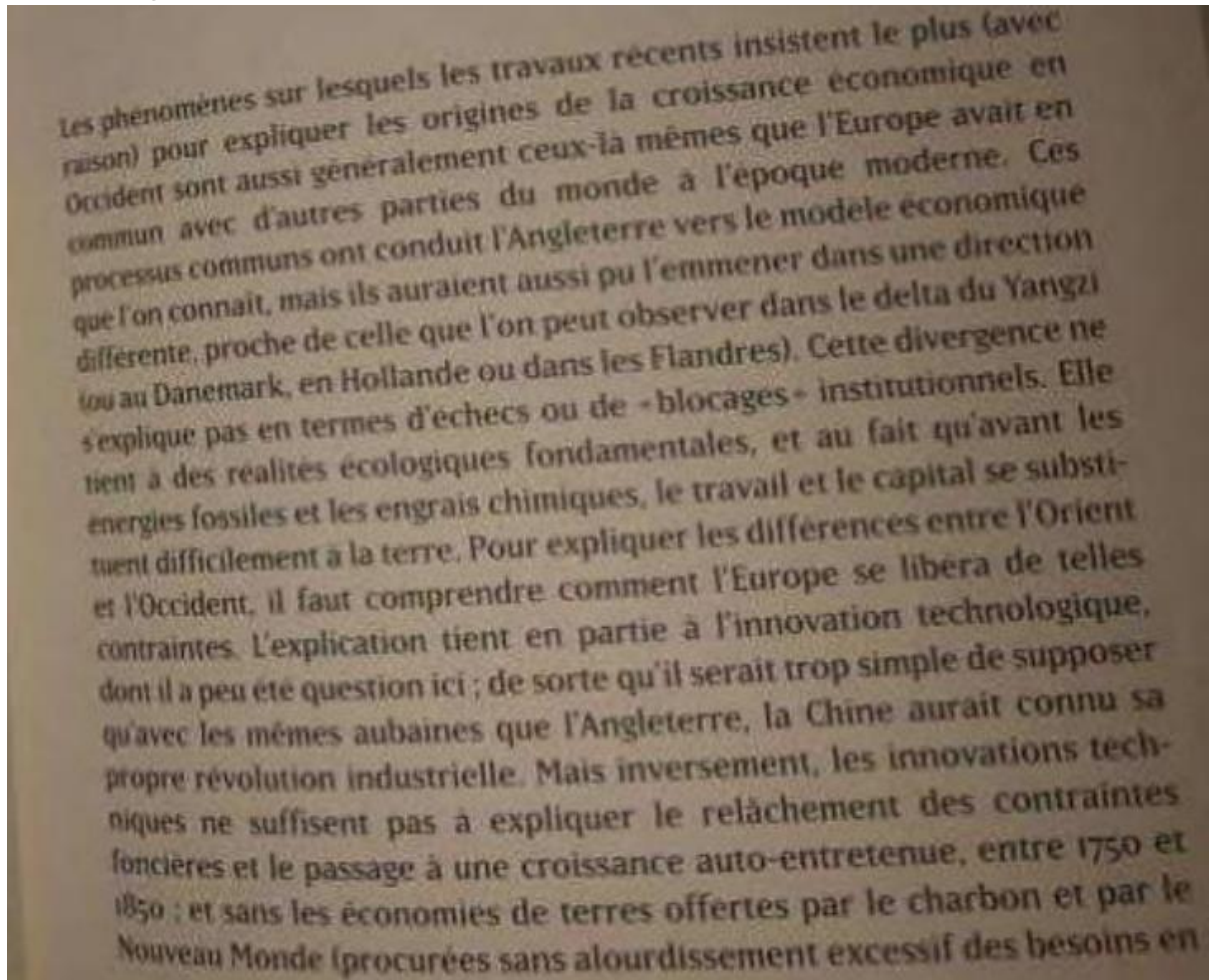 Les phénomènes sur lesquels les travaux récents insistent le plus (avec
raison) pour expliquer les origines de la croissance économique en
Occident sont aussi généralement ceux-là mêmes que l'Europe avait en
commun avec d'autres parties du monde à l'époque moderne. Ces
processus communs ont conduit l'Angleterre vers le modèle économique
que l'on connaît, mais ils auraient aussi pu l'emmener dans une direction
différente, proche de celle que l'on peut observer dans le delta du Yangzi
(ou au Danemark, en Hollande ou dans les Flandres). Cette divergence ne
s'explique pas en termes d'échecs ou de «blocages» institutionnels. Elle
tient à des réalités écologiques fondamentales, et au fait qu'avant les
énergies fossiles et les engrais chimiques, le travail et le capital se substi-
tuent difficilement à la terre. Pour expliquer les différences entre l'Orient
et l'Occident, il faut comprendre comment l'Europe se libéra de telles
contraintes. L'explication tient en partie à l'innovation technologique,
dont il a peu été question ici ; de sorte qu'il serait trop simple de supposer
qu'avec les mêmes aubaines que l'Angleterre, la Chine aurait connu sa
propre révolution industrielle. Mais inversement, les innovations tech-
niques ne suffisent pas à expliquer le relâchement des contraintes
foncières et le passage à une croissance auto-entretenue, entre 1750 et
1850 ; et sans les économies de terres offertes par le charbon et par le
Nouveau Monde (procurées sans alourdissement excessif des besoins en